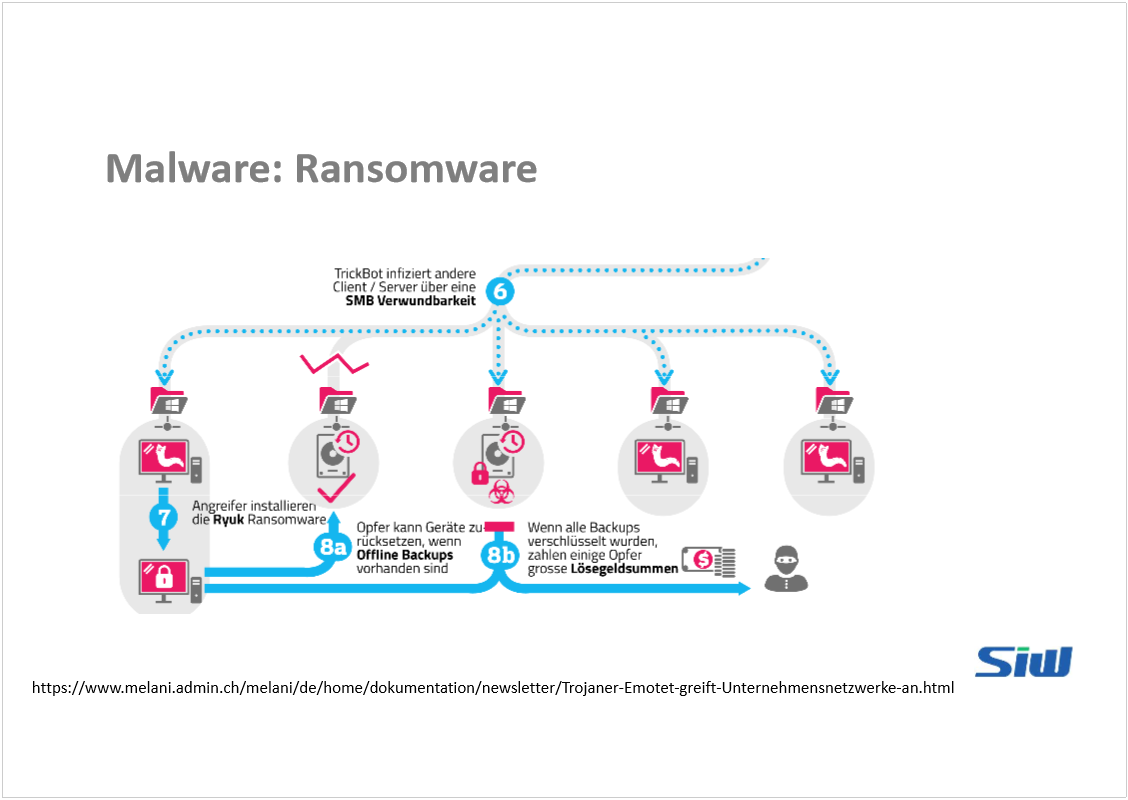 Malware: Ransomware
TrickBot infiziert andere
Client / Server über eine
SMB Verwundbarkeit
6
7
Angreifer installieren
die Ryuk Ransomware
8a
Opfer kann Geräte zu-
rücksetzen, wenn
Offline Backups
vorhanden sind
8b
Wenn alle Backups
verschlüsselt wurden,
zahlen einige Opfer
grosse Lösegeldsummen
$
SiW
https://www.melani.admin.ch/melani/de/home/dokumentation/newsletter/Trojaner-Emotet-greift-Unternehmensnetzwerke-an.html